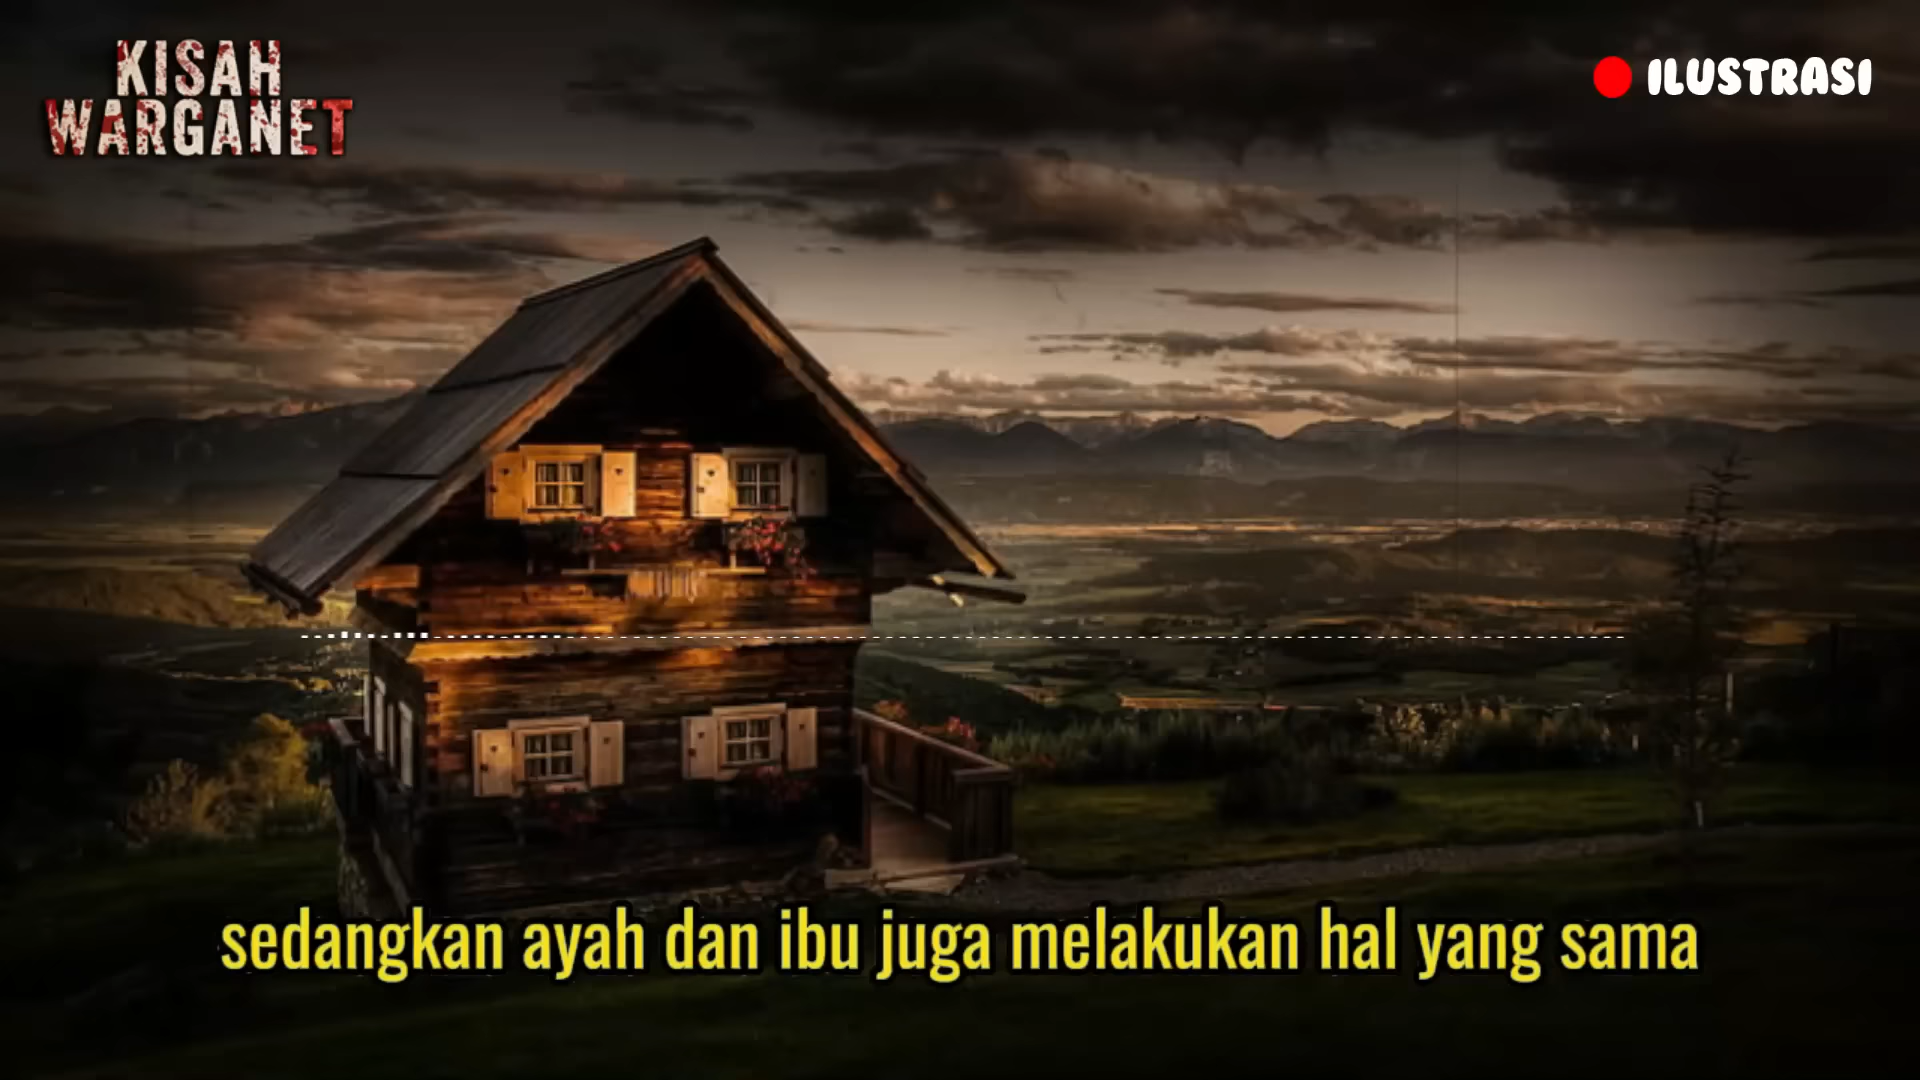 KISAH
WARGANET
ILUSTRASI
sedangkan ayah dan ibu juga melakukan hal yang sama